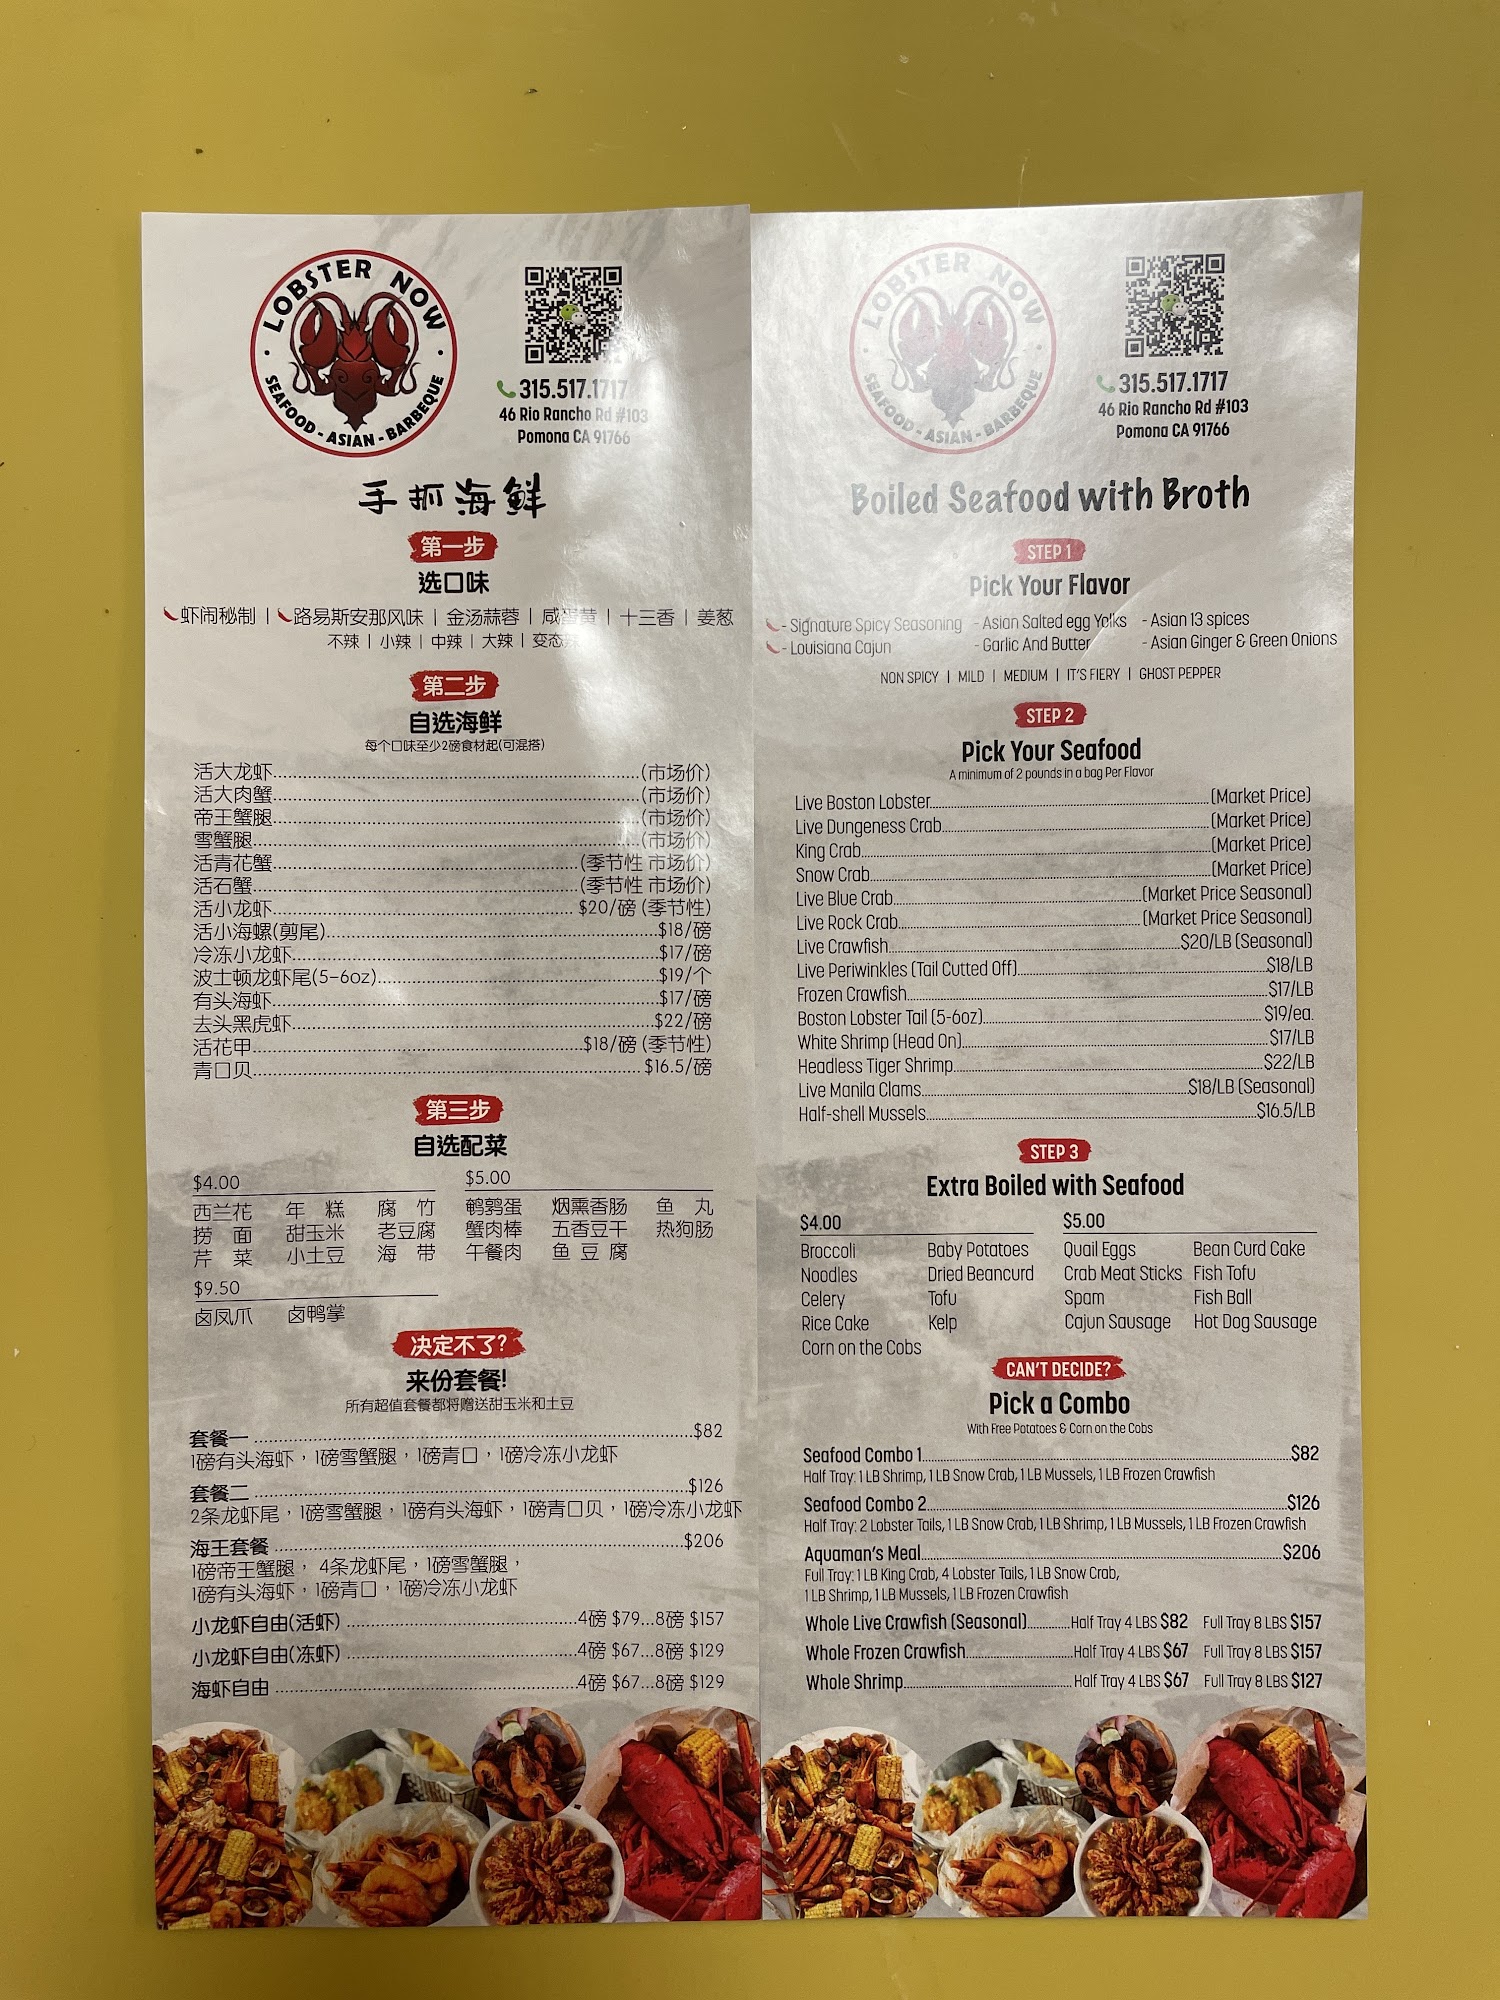 LOBSTER NOW
SEAFOOD - ASIAN - BARBEQUE
315.517.1717
46 Rio Rancho Rd #103
Pomona CA 91766
手抓海鲜
第一步
选口味
虾闹秘制 | 路易斯安那风味 | 金汤蒜蓉 | 咸蛋黄 | 十三香 | 姜葱
不辣 | 小辣 | 中辣 | 大辣 | 变态辣
第二步
自选海鲜
每个口味至少2磅食材起(可混搭)
活大龙虾 (市场价)
活大肉蟹 (市场价)
帝王蟹腿 (市场价)
雪蟹腿 (市场价)
活青花蟹 (季节性 市场价)
活石蟹 (季节性 市场价)
活小龙虾 $20/磅 (季节性)
活小海螺(剪尾) $18/磅
冷冻小龙虾 $17/磅
波士顿龙虾尾(5-6oz) $19/个
有头海虾 $17/磅
去头黑虎虾 $22/磅
活花甲 $18/磅 (季节性)
青口贝 $16.5/磅
第三步
自选配菜
$4.00
西兰花 年糕 腐竹
捞面 甜玉米 老豆腐
芹菜 小土豆 海带
$5.00
鹌鹑蛋 烟熏香肠 鱼丸
蟹肉棒 五香豆干 热狗肠
午餐肉 鱼豆腐
$9.50
卤凤爪 卤鸭掌
决定不了?
来份套餐!
所有超值套餐都将赠送甜玉米和土豆
套餐一 $82
1磅有头海虾，1磅雪蟹腿，1磅青口，1磅冷冻小龙虾
套餐二 $126
2条龙虾尾，1磅雪蟹腿，1磅有头海虾，1磅青口贝，1磅冷冻小龙虾
海王套餐 $206
1磅帝王蟹腿， 4条龙虾尾，1磅雪蟹腿，
1磅有头海虾，1磅青口，1磅冷冻小龙虾
小龙虾自由(活虾) 4磅 $79...8磅 $157
小龙虾自由(冻虾) 4磅 $67...8磅 $129
海虾自由 4磅 $67...8磅 $129
LOBSTER NOW
SEAFOOD - ASIAN - BARBEQUE
315.517.1717
46 Rio Rancho Rd #103
Pomona CA 91766
Boiled Seafood with Broth
STEP 1
Pick Your Flavor
- Signature Spicy Seasoning - Asian Salted egg Yolks - Asian 13 spices
- Louisiana Cajun - Garlic And Butter - Asian Ginger & Green Onions
NON SPICY | MILD | MEDIUM | IT'S FIERY | GHOST PEPPER
STEP 2
Pick Your Seafood
A minimum of 2 pounds in a bag Per Flavor
Live Boston Lobster (Market Price)
Live Dungeness Crab (Market Price)
King Crab (Market Price)
Snow Crab (Market Price)
Live Blue Crab (Market Price Seasonal)
Live Rock Crab (Market Price Seasonal)
Live Crawfish $20/LB (Seasonal)
Live Periwinkles (Tail Cutted Off) $18/LB
Frozen Crawfish $17/LB
Boston Lobster Tail (5-6oz) $19/ea.
White Shrimp (Head On) $17/LB
Headless Tiger Shrimp $22/LB
Live Manila Clams $18/LB (Seasonal)
Half-shell Mussels $16.5/LB
STEP 3
Extra Boiled with Seafood
$4.00
Broccoli Baby Potatoes
Noodles Dried Beancurd
Celery Tofu
Rice Cake Kelp
Corn on the Cobs
$5.00
Quail Eggs Bean Curd Cake
Crab Meat Sticks Fish Tofu
Spam Fish Ball
Cajun Sausage Hot Dog Sausage
CAN'T DECIDE?
Pick a Combo
With Free Potatoes & Corn on the Cobs
Seafood Combo 1 $82
Half Tray: 1 LB Shrimp, 1 LB Snow Crab, 1 LB Mussels, 1 LB Frozen Crawfish
Seafood Combo 2 $126
Half Tray: 2 Lobster Tails, 1 LB Snow Crab, 1 LB Shrimp, 1 LB Mussels, 1 LB Frozen Crawfish
Aquaman's Meal $206
Full Tray: 1 LB King Crab, 4 Lobster Tails, 1 LB Snow Crab,
1 LB Shrimp, 1 LB Mussels, 1 LB Frozen Crawfish
Whole Live Crawfish (Seasonal) Half Tray 4 LBS $82 Full Tray 8 LBS $157
Whole Frozen Crawfish Half Tray 4 LBS $67 Full Tray 8 LBS $157
Whole Shrimp Half Tray 4 LBS $67 Full Tray 8 LBS $127